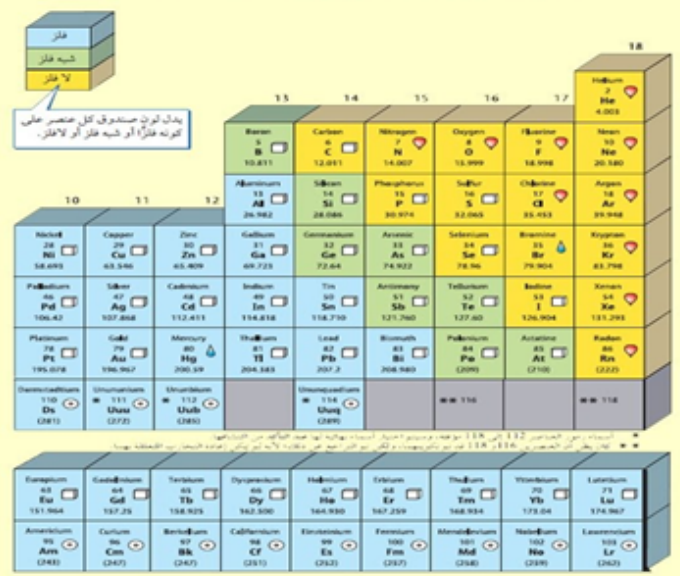 فلز
شبه فلز
لا فلز
يدل لون صندوق كل عنصر على
كونه فلزًا أو شبه فلز أو لافلز.
18
Helium
2
He
4.003
13 14 15 16 17
Boron Carbon Nitrogen Oxygen Fluorine Neon
5 6 7 8 9 10
B C N O F Ne
10.811 12.011 14.007 15.999 18.998 20.180
Aluminum Silicon Phosphorus Sulfur Chlorine Argon
13 14 15 16 17 18
Al Si P S Cl Ar
26.982 28.086 30.974 32.065 35.453 39.948
10 11 12
Nickel Copper Zinc Gallium Germanium Arsenic Selenium Bromine Krypton
28 29 30 31 32 33 34 35 36
Ni Cu Zn Ga Ge As Se Br Kr
58.693 63.546 65.409 69.723 72.64 74.922 78.96 79.904 83.798
Palladium Silver Cadmium Indium Tin Antimony Tellurium Iodine Xenon
46 47 48 49 50 51 52 53 54
Pd Ag Cd In Sn Sb Te I Xe
106.42 107.868 112.411 114.818 118.710 121.760 127.60 126.904 131.293
Platinum Gold Mercury Thallium Lead Bismuth Polonium Astatine Radon
78 79 80 81 82 83 84 85 86
Pt Au Hg Tl Pb Bi Po At Rn
195.078 196.967 200.59 204.383 207.2 208.980 (209) (210) (222)
Darmstadtium Unununium Ununbium Ununquadium
110 * 111 * 112 * 114 ** 116 ** 118
Ds Uuu Uub Uuq
(281) (272) (285) (289)
Europium Gadolinium Terbium Dysprosium Holmium Erbium Thulium Ytterbium Lutetium
63 64 65 66 67 68 69 70 71
Eu Gd Tb Dy Ho Er Tm Yb Lu
151.964 157.25 158.925 162.500 164.930 167.259 168.934 173.04 174.967
Americium Curium Berkelium Californium Einsteinium Fermium Mendelevium Nobelium Lawrencium
95 96 97 98 99 100 101 102 103
Am Cm Bk Cf Es Fm Md No Lr
(243) (247) (247) (251) (252) (257) (258) (259) (262)